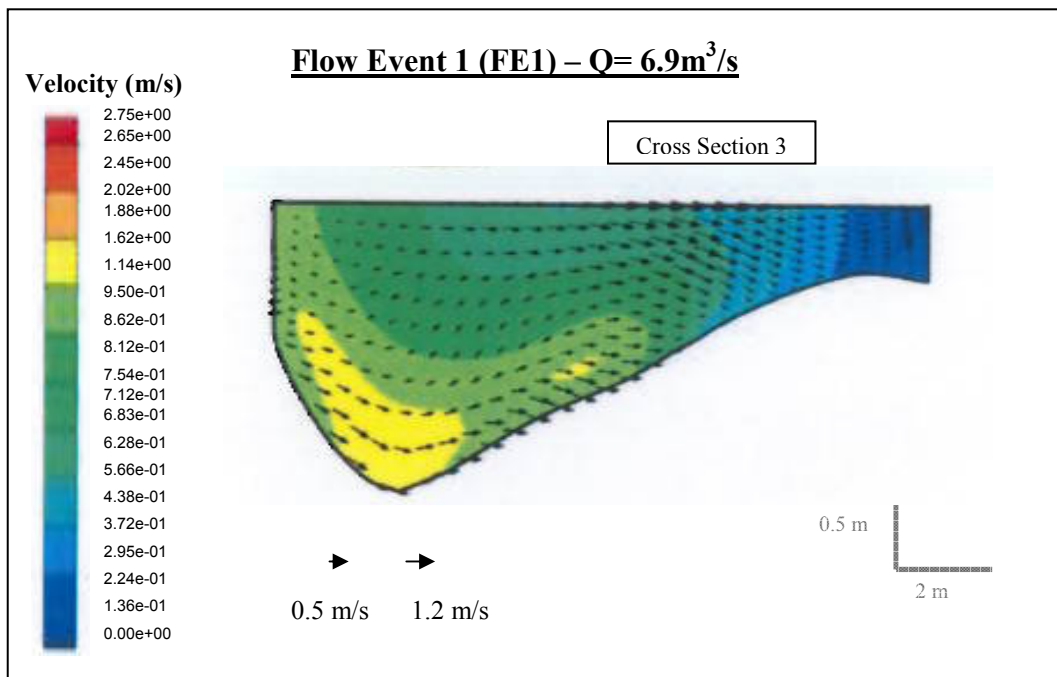 Flow Event 1 (FE1) – Q= 6.9m³/s
Velocity (m/s)
2.75e+00
2.65e+00
2.45e+00
2.02e+00
1.88e+00
1.62e+00
1.14e+00
9.50e-01
8.62e-01
8.12e-01
7.54e-01
7.12e-01
6.83e-01
6.28e-01
5.66e-01
4.38e-01
3.72e-01
2.95e-01
2.24e-01
1.36e-01
0.00e+00
Cross Section 3
0.5 m
2 m
0.5 m/s 1.2 m/s